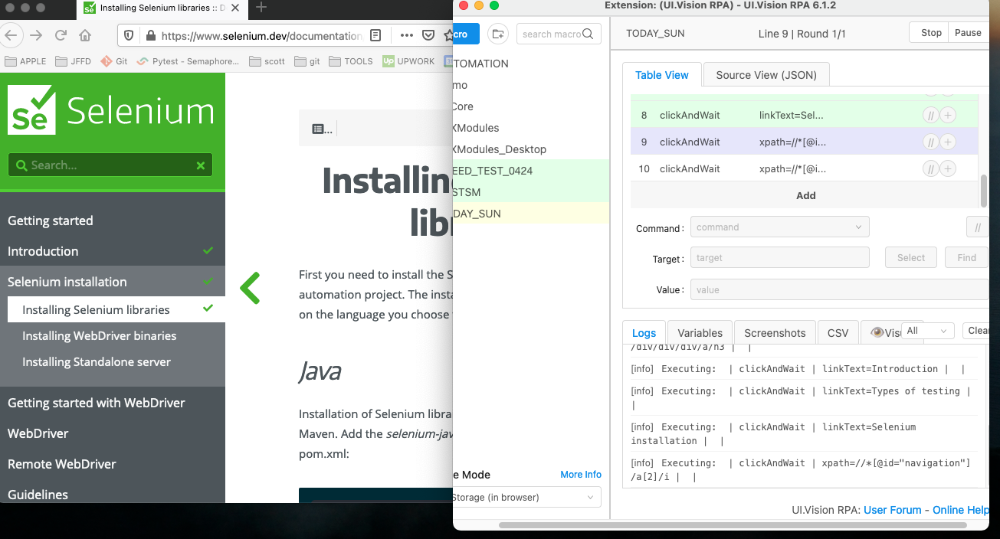 Installing Selenium libraries :: D
https://www.selenium.dev/documentation
APPLE
JFFD
Git
Pytest - Semaphore...
scott
git
TOOLS
Up UPWORK
Se Selenium
Search...
Getting started
Introduction
Selenium installation
Installing Selenium libraries
Installing WebDriver binaries
Installing Standalone server
Getting started with WebDriver
WebDriver
Remote WebDriver
Guidelines
...
Installing
lib
First you need to install the S
automation project. The insta
on the language you choose
Java
Installation of Selenium libra
Maven. Add the selenium-jav
pom.xml:
Extension: (UI.Vision RPA) - UI.Vision RPA 6.1.2
cro
search macro
TOMATION
mo
Core
XModules
XModules_Desktop
EED_TEST_0424
STSM
DAY_SUN
e Mode
More Info
Storage (in browser)
TODAY_SUN
Line 9 | Round 1/1
Stop
Pause
Table View
Source View (JSON)
8 clickAndWait linkText=Sel... // +
9 clickAndWait xpath=//*[@i... // +
10 clickAndWait xpath=//*[@i... // +
Add
Command : command //
Target : target Select Find
Value : value
Logs
Variables
Screenshots
CSV
Visu
All
Clear
/div/div/div/a/h3 | |
[info] Executing: | clickAndWait | linkText=Introduction | |
[info] Executing: | clickAndWait | linkText=Types of testing |
|
[info] Executing: | clickAndWait | linkText=Selenium
installation | |
[info] Executing: | clickAndWait | xpath=//*[@id="navigation"]
/a[2]/i | |
UI.Vision RPA: User Forum - Online Help